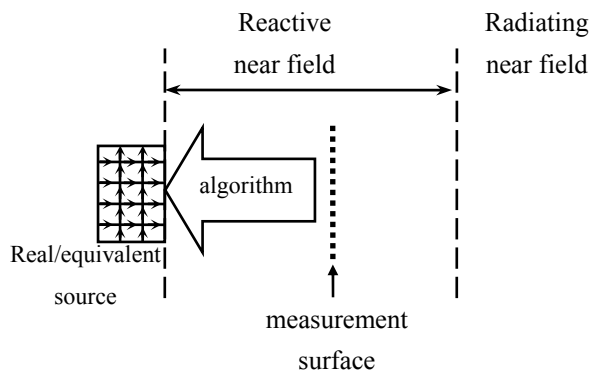 Reactive
near field
Radiating
near field
algorithm
Real/equivalent
source
measurement
surface